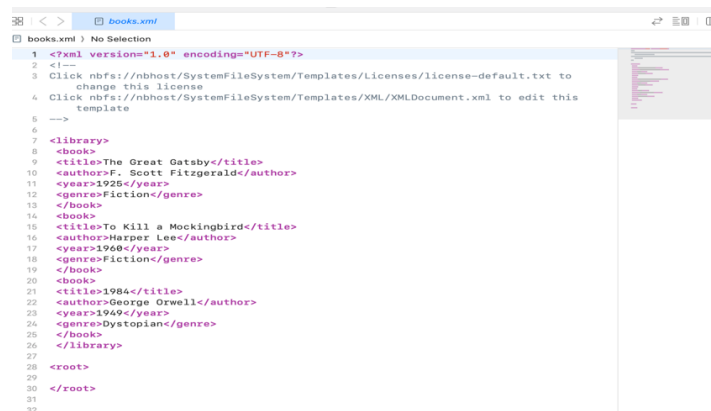 books.xml
books.xml ⟩ No Selection
1 <?xml version="1.0" encoding="UTF-8"?>
2 <!--
3 Click nbfs://nbhost/SystemFileSystem/Templates/Licenses/license-default.txt to
change this license
4 Click nbfs://nbhost/SystemFileSystem/Templates/XML/XMLDocument.xml to edit this
template
5 -->
6
7 <library>
8 <book>
9 <title>The Great Gatsby</title>
10 <author>F. Scott Fitzgerald</author>
11 <year>1925</year>
12 <genre>Fiction</genre>
13 </book>
14 <book>
15 <title>To Kill a Mockingbird</title>
16 <author>Harper Lee</author>
17 <year>1960</year>
18 <genre>Fiction</genre>
19 </book>
20 <book>
21 <title>1984</title>
22 <author>George Orwell</author>
23 <year>1949</year>
24 <genre>Dystopian</genre>
25 </book>
26 </library>
27
28 <root>
29
30 </root>
31
32